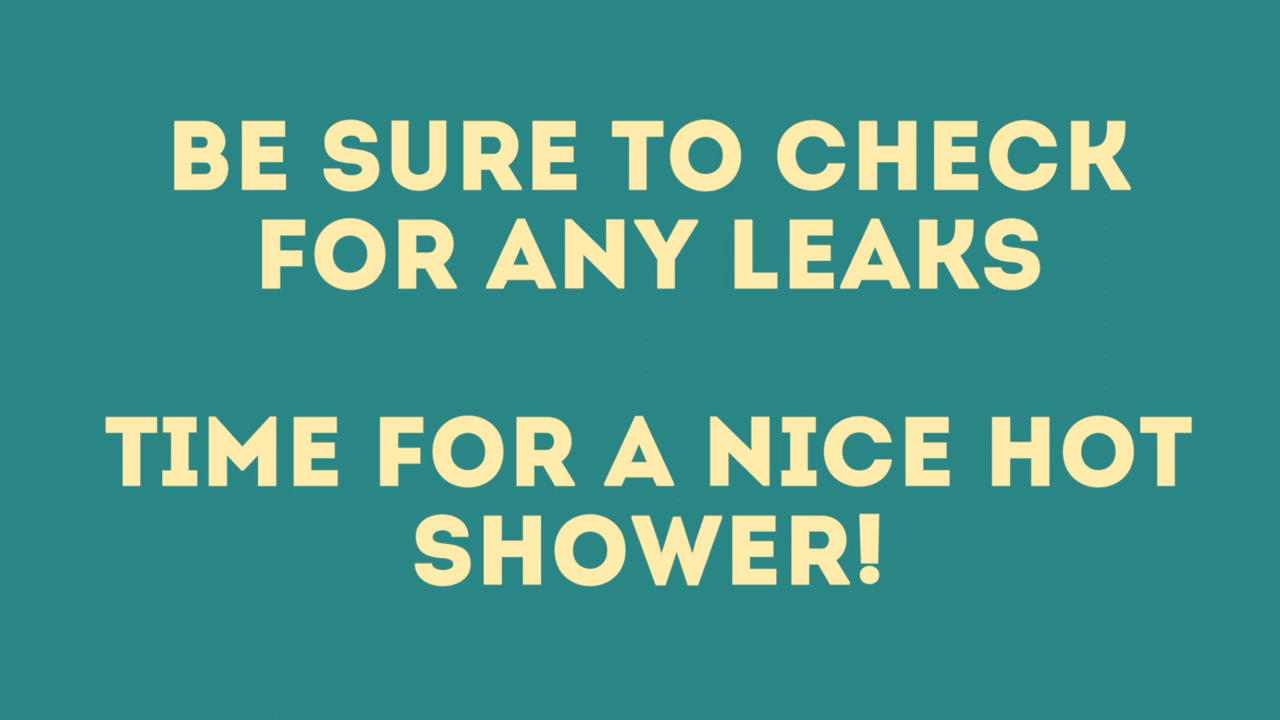 BE SURE TO CHECK
FOR ANY LEAKS
TIME FOR A NICE HOT
SHOWER!